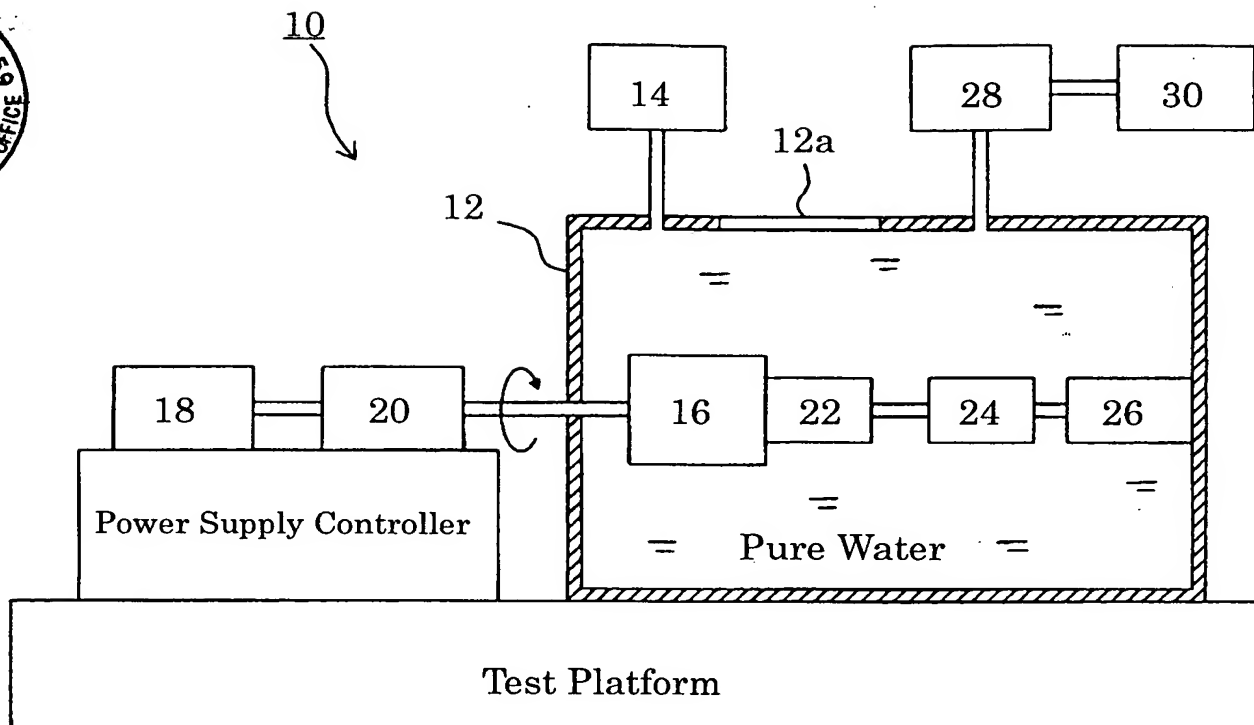 10
14
28
30
12a
12
18
20
16
22
24
26
Power Supply Controller
Pure Water
Test Platform
OFFICE